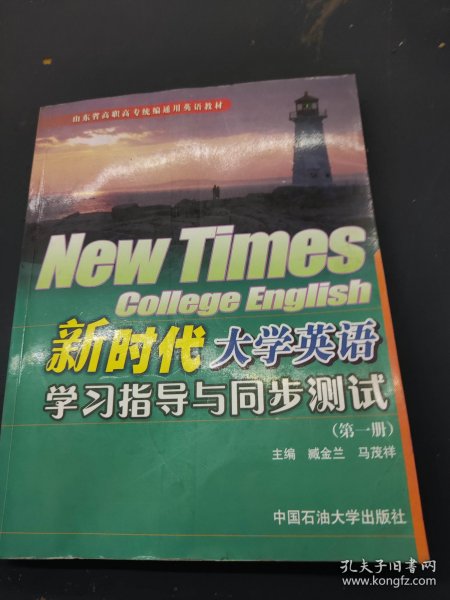 山东省高职高专统编通用英语教材
New Times
College English
新时代大学英语
学习指导与同步测试
(第一册)
主编 臧金兰 马茂祥
中国石油大学出版社
孔夫子旧书网
www.kongfz.com